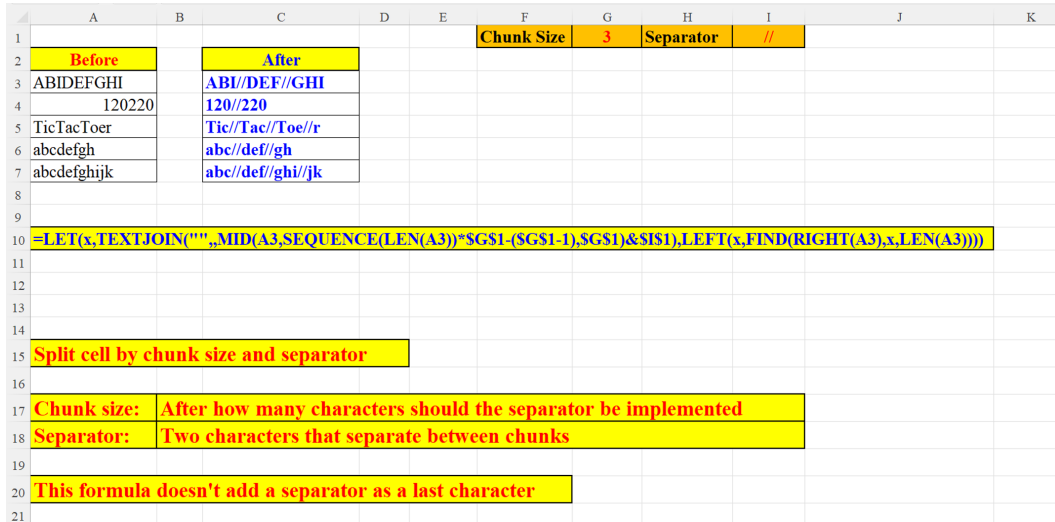 A B C D E F G H I J K
1 Chunk Size 3 Separator //
2 Before After
3 ABIDEFGHI ABI//DEF//GHI
4 120220 120//220
5 TicTacToer Tic//Tac//Toe//r
6 abcdefgh abc//def//gh
7 abcdefghijk abc//def//ghi//jk
8
9
10 =LET(x,TEXTJOIN("",,MID(A3,SEQUENCE(LEN(A3))*$G$1-($G$1-1),$G$1)&$I$1),LEFT(x,FIND(RIGHT(A3),x,LEN(A3))))
11
12
13
14
15 Split cell by chunk size and separator
16
17 Chunk size: After how many characters should the separator be implemented
18 Separator: Two characters that separate between chunks
19
20 This formula doesn't add a separator as a last character
21